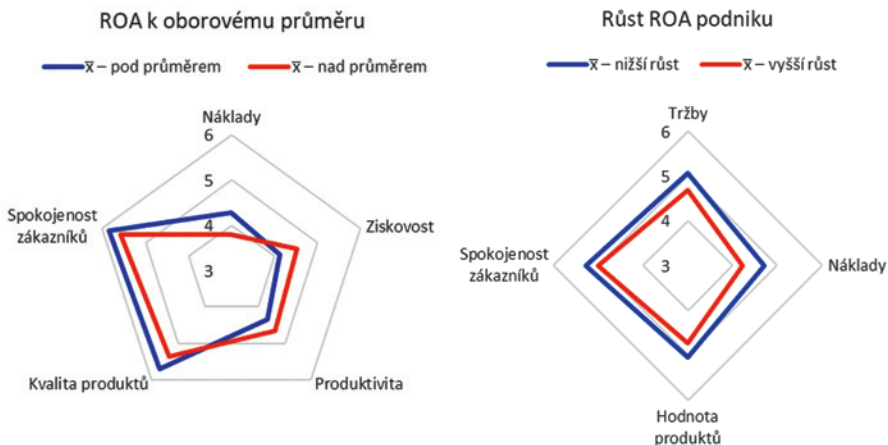 ROA k oborovému průměru
x̅ – pod průměrem
x̅ – nad průměrem
Náklady
6
5
4
3
Ziskovost
Produktivita
Kvalita produktů
Spokojenost
zákazníků
Růst ROA podniku
x̅ – nižší růst
x̅ – vyšší růst
Tržby
6
5
4
3
Náklady
Hodnota
produktů
Spokojenost
zákazníků